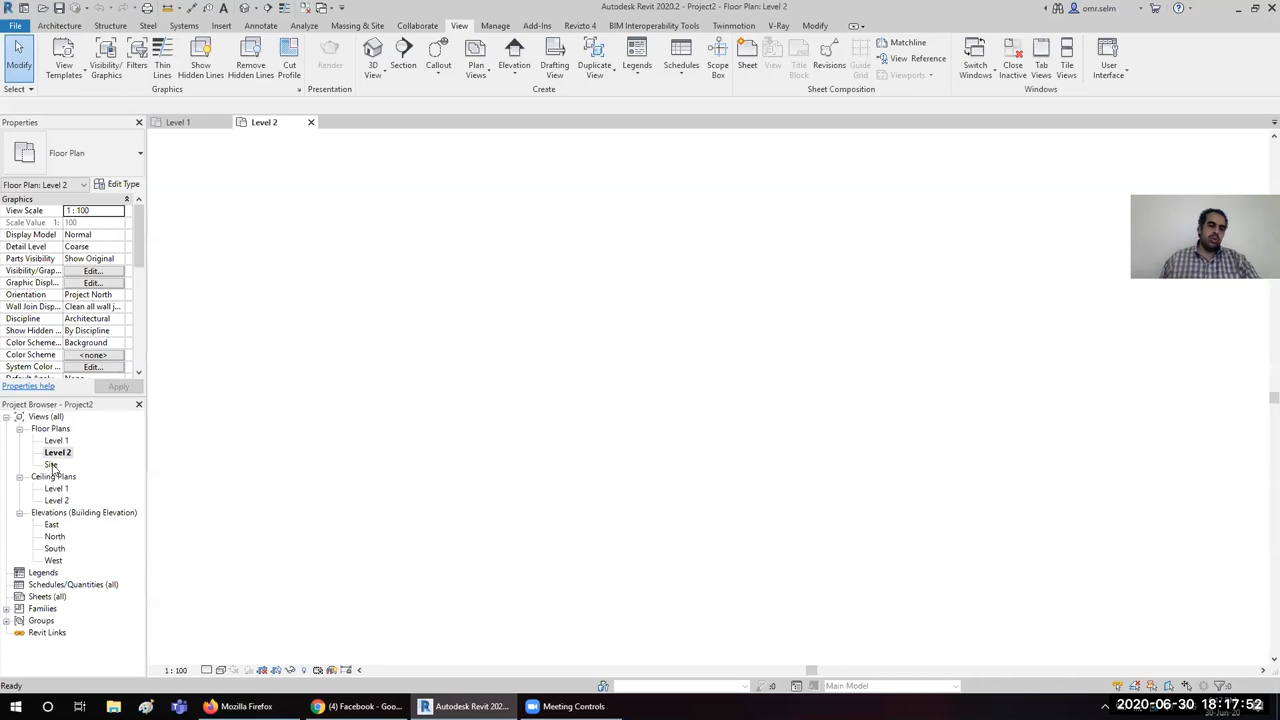 Autodesk Revit 2020.2 - Project2 - Floor Plan: Level 2
omr.selm
File Architecture Structure Steel Systems Insert Annotate Analyze Massing & Site Collaborate View Manage Add-Ins Revizto 4 BIM Interoperability Tools Twinmotion V-Ray Modify
Modify
View Templates
Visibility/ Graphics
Filters
Thin Lines
Show Hidden Lines
Remove Hidden Lines
Cut Profile
Render
3D View
Section
Callout
Plan Views
Elevation
Drafting View
Duplicate View
Legends
Schedules
Scope Box
Sheet
View
Title Block
Revisions
Guide Grid
Matchline
View Reference
Viewports
Switch Windows
Close Inactive
Tab Views
Tile Views
User Interface
Select Graphics Presentation Create Sheet Composition Windows
Properties
Level 1 Level 2
Floor Plan
Floor Plan: Level 2 Edit Type
Graphics
View Scale 1 : 100
Scale Value 1: 100
Display Model Normal
Detail Level Coarse
Parts Visibility Show Original
Visibility/Grap... Edit...
Graphic Displ... Edit...
Orientation Project North
Wall Join Disp... Clean all wall j...
Discipline Architectural
Show Hidden ... By Discipline
Color Scheme... Background
Color Scheme <none>
System Color ... Edit...
Properties help Apply
Project Browser - Project2
Views (all)
Floor Plans
Level 1
Level 2
Site
Ceiling Plans
Level 1
Level 2
Elevations (Building Elevation)
East
North
South
West
Legends
Schedules/Quantities (all)
Sheets (all)
Families
Groups
Revit Links
1 : 100
Ready
:0
Main Model
:0
Mozilla Firefox
(4) Facebook - Goo...
Autodesk Revit 2020...
Meeting Controls
2020-06-30 18:17:52
30-Jun-20